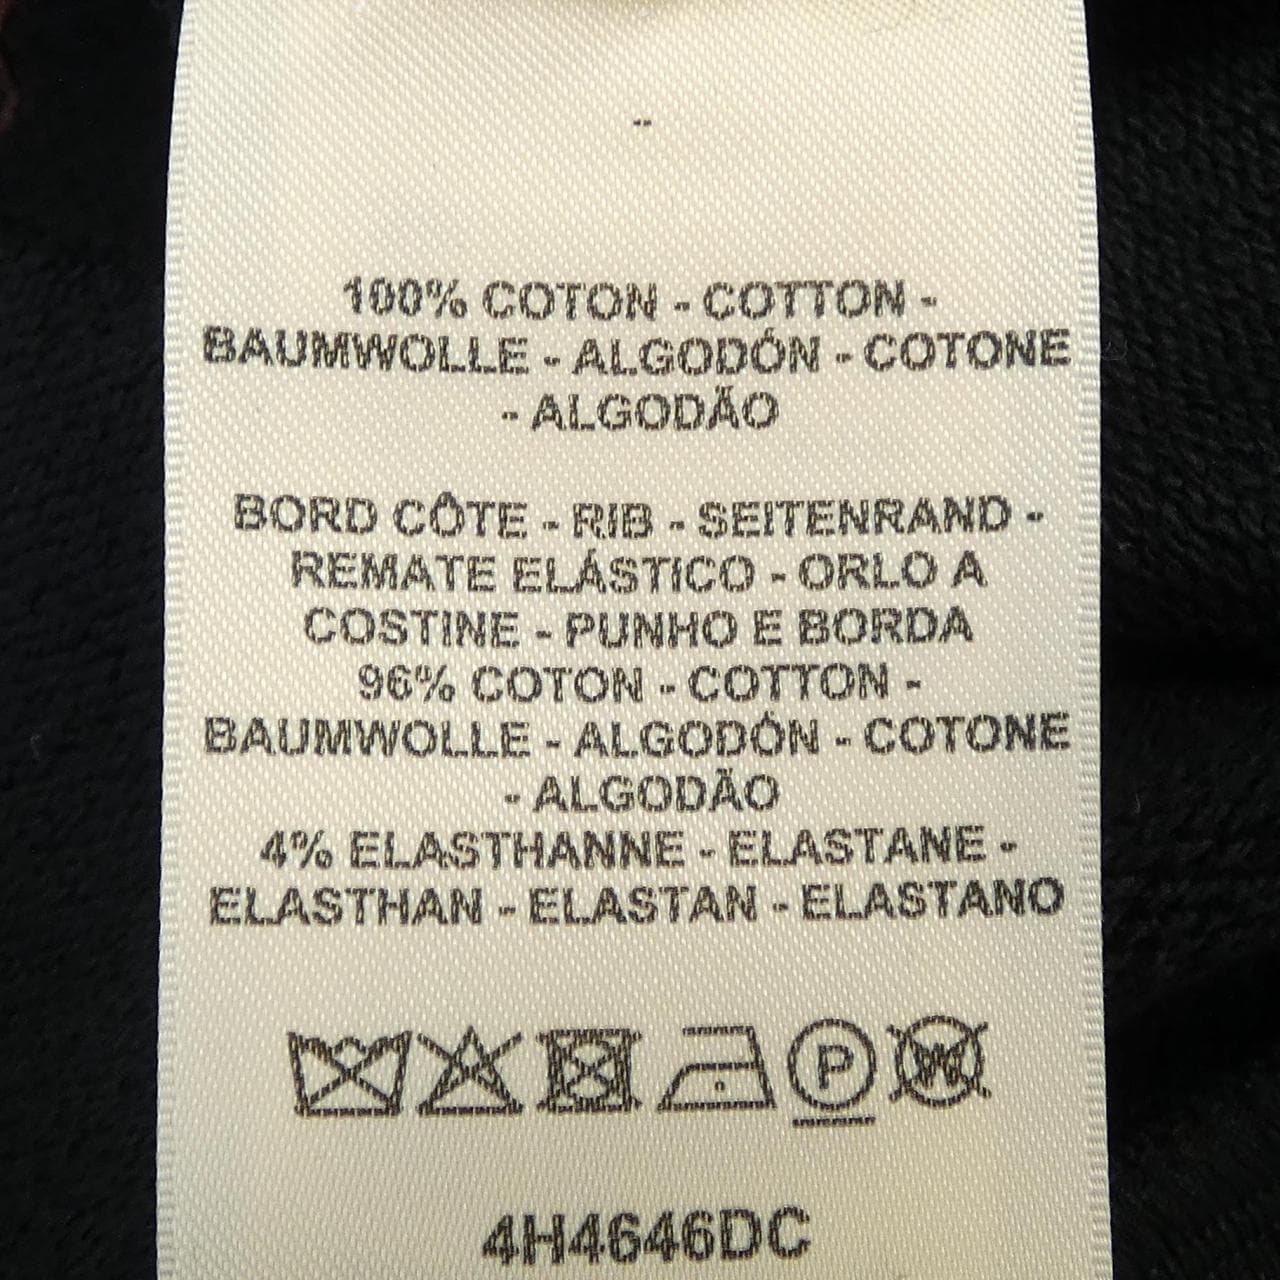 100% COTON - COTTON -
BAUMWOLLE - ALGODÓN - COTONE
- ALGODÃO
BORD CÔTE - RIB - SEITENRAND -
REMATE ELÁSTICO - ORLO A
COSTINE - PUNHO E BORDA
96% COTON - COTTON -
BAUMWOLLE - ALGODÓN - COTONE
- ALGODÃO
4% ELASTHANNE - ELASTANE -
ELASTHAN - ELASTAN - ELASTANO
P W
4H4646DC